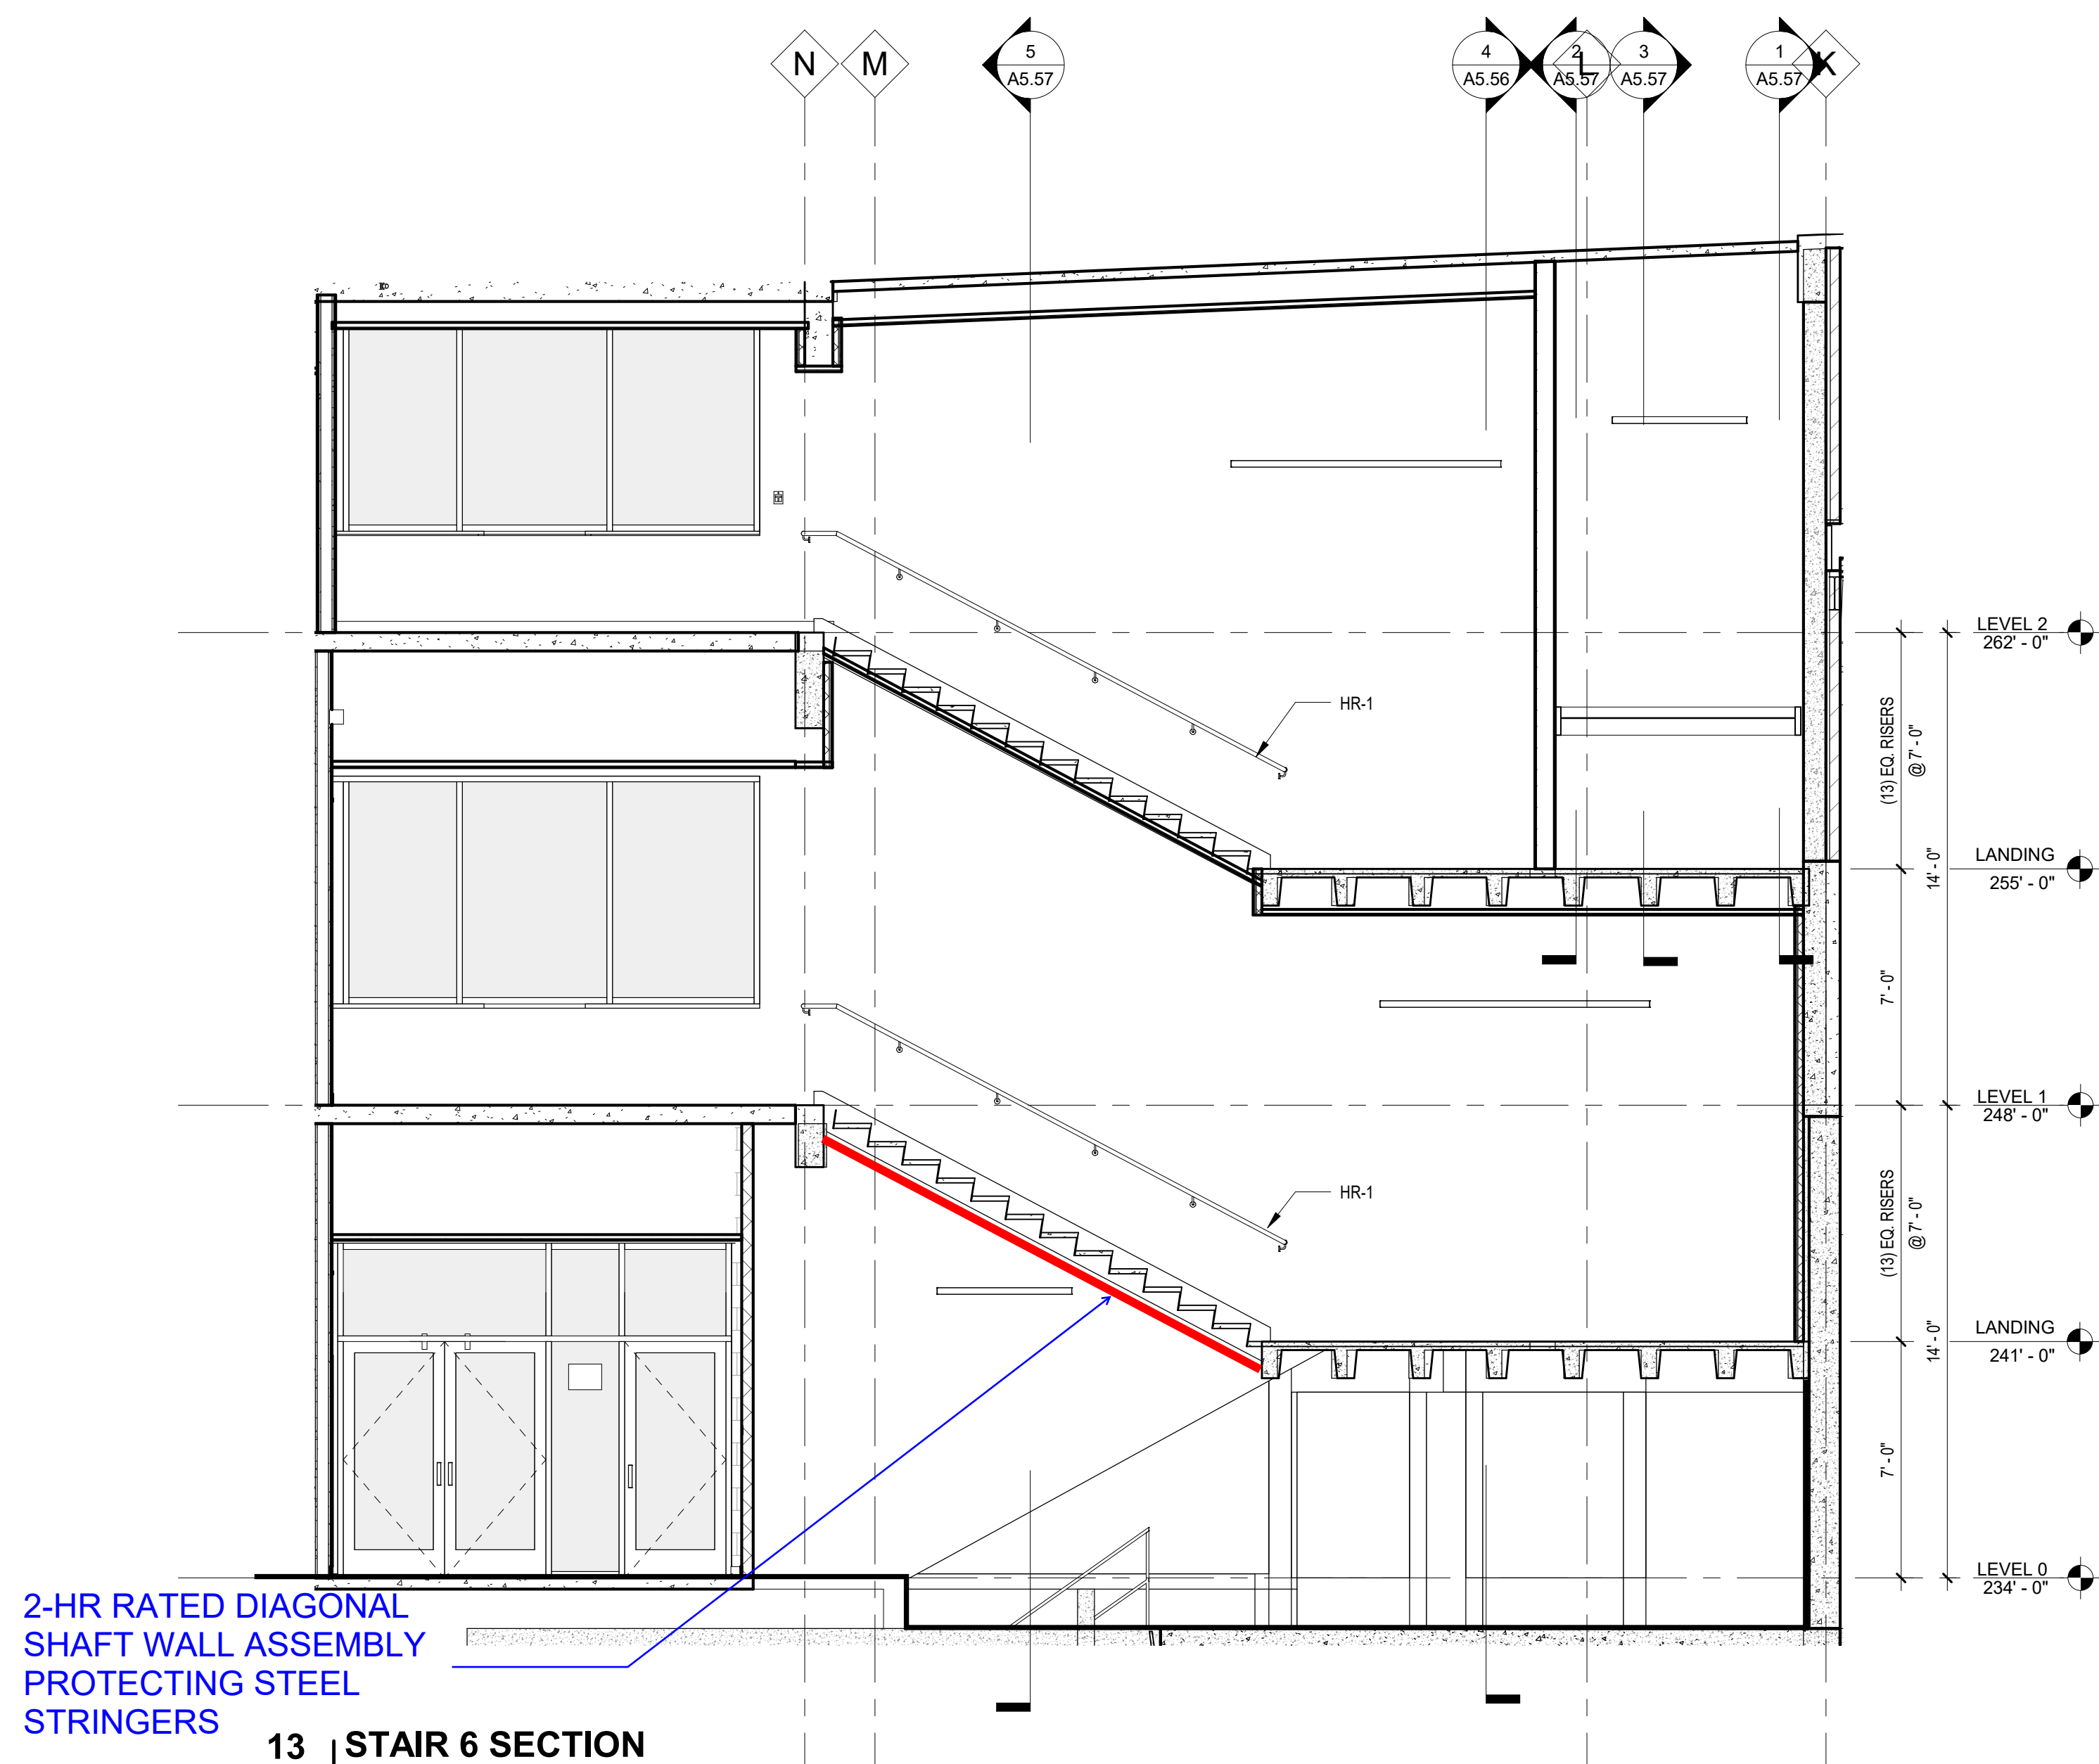 N
M
5
A5.57
4
A5.56
2
A5.57
L
3
A5.57
1
A5.57
K
LEVEL 2
262' - 0"
HR-1
(13) EQ. RISERS
@ 7' - 0"
14' - 0"
LANDING
255' - 0"
7' - 0"
LEVEL 1
248' - 0"
HR-1
(13) EQ. RISERS
@ 7' - 0"
14' - 0"
LANDING
241' - 0"
7' - 0"
LEVEL 0
234' - 0"
2-HR RATED DIAGONAL
SHAFT WALL ASSEMBLY
PROTECTING STEEL
STRINGERS
13 STAIR 6 SECTION